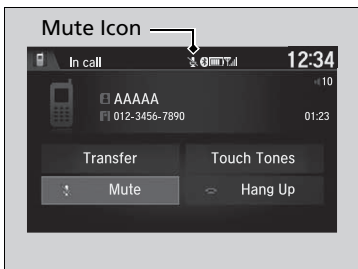 Mute Icon
In call 12:34
10
AAAAA
012-3456-7890 01:23
Transfer Touch Tones
Mute Hang Up